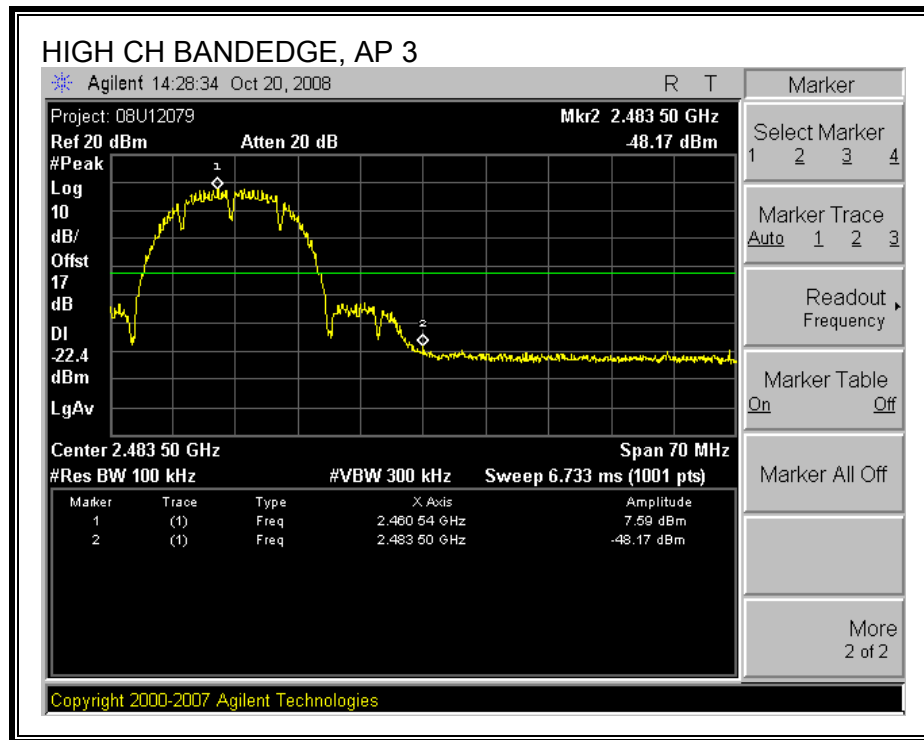 HIGH CH BANDEDGE, AP 3
Agilent 14:28:34 Oct 20, 2008 R T
Project: 08U12079 Mkr2 2.483 50 GHz
Ref 20 dBm Atten 20 dB -48.17 dBm
#Peak
Log
10
dB/
Offst
17
dB
DI
-22.4
dBm
LgAv
1
2
Center 2.483 50 GHz Span 70 MHz
#Res BW 100 kHz #VBW 300 kHz Sweep 6.733 ms (1001 pts)
Marker Trace Type X Axis Amplitude
1 (1) Freq 2.460 54 GHz 7.59 dBm
2 (1) Freq 2.483 50 GHz -48.17 dBm
Copyright 2000-2007 Agilent Technologies
Marker
Select Marker
1 2 3 4
Marker Trace
Auto 1 2 3
Readout
Frequency
Marker Table
On Off
Marker All Off
More
2 of 2